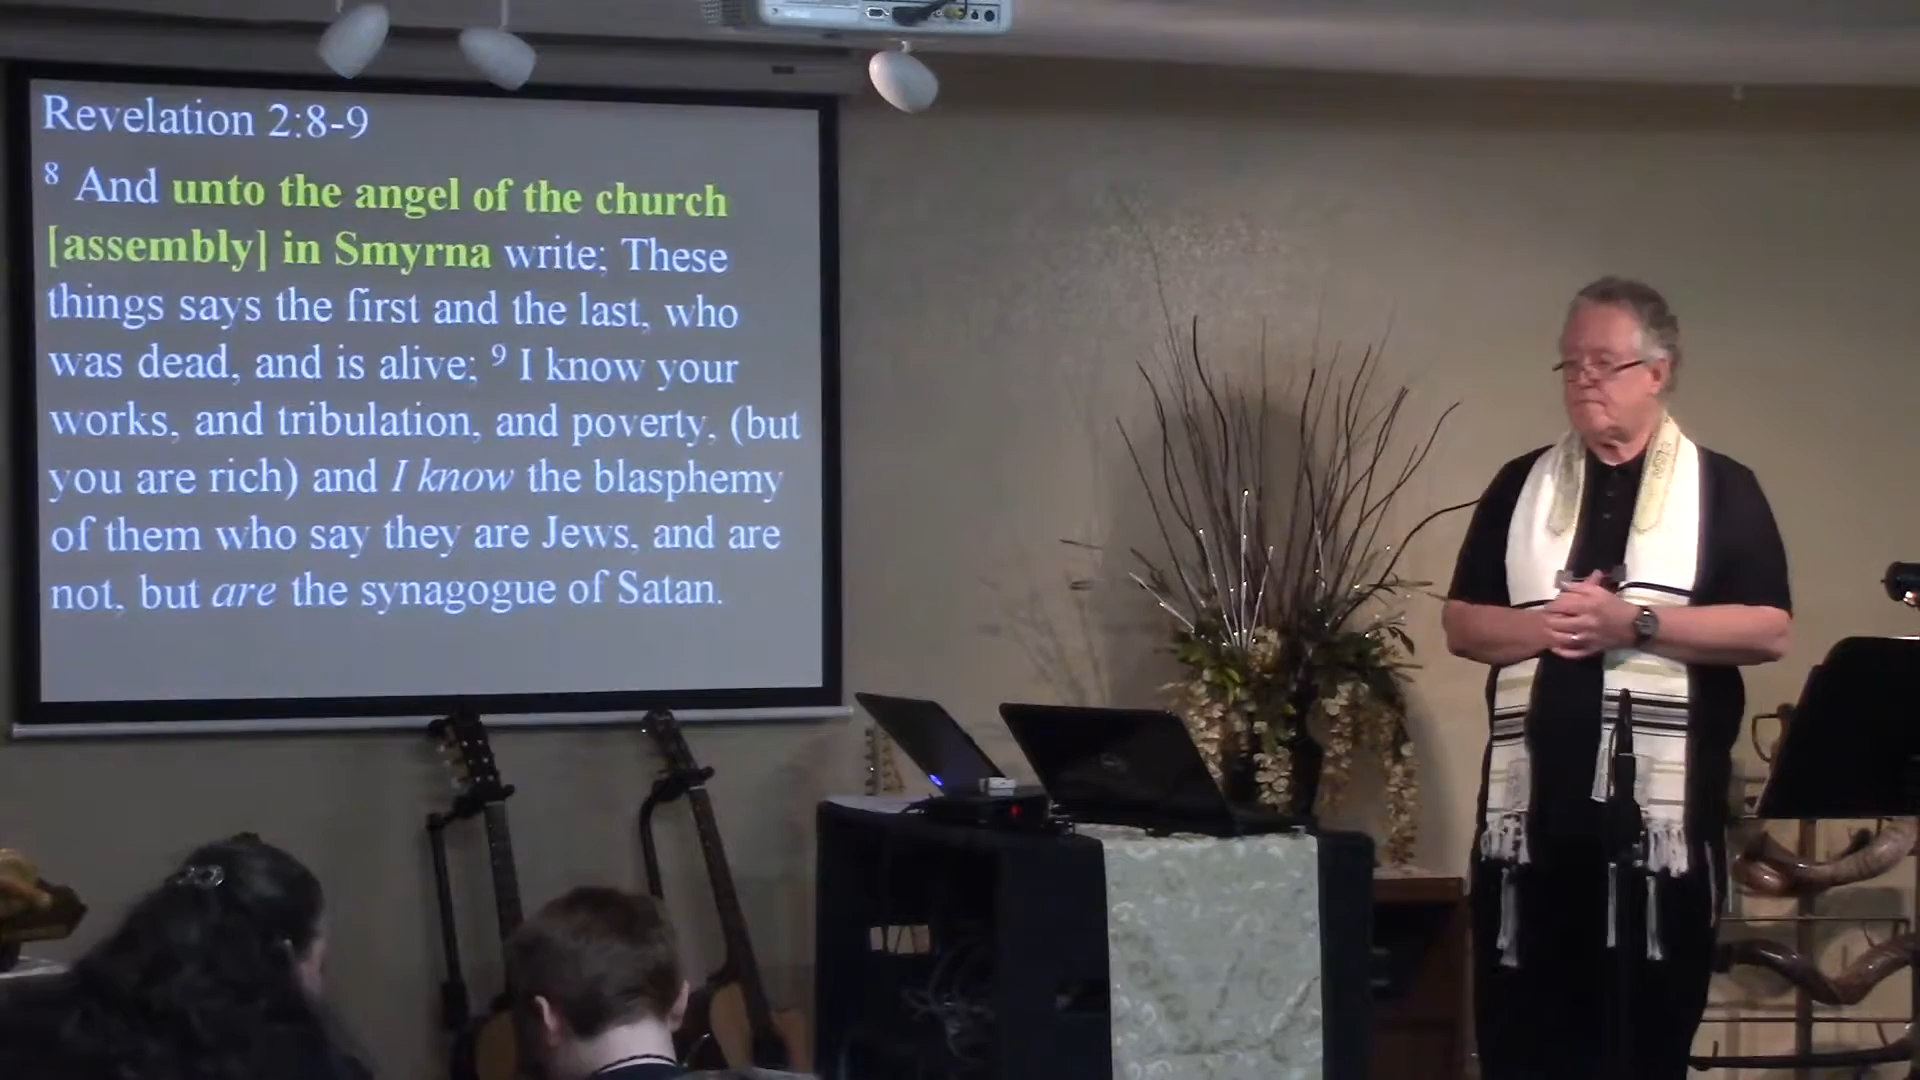 Revelation 2:8-9
8 And unto the angel of the church
[assembly] in Smyrna write; These
things says the first and the last, who
was dead, and is alive; 9 I know your
works, and tribulation, and poverty, (but
you are rich) and I know the blasphemy
of them who say they are Jews, and are
not, but are the synagogue of Satan.